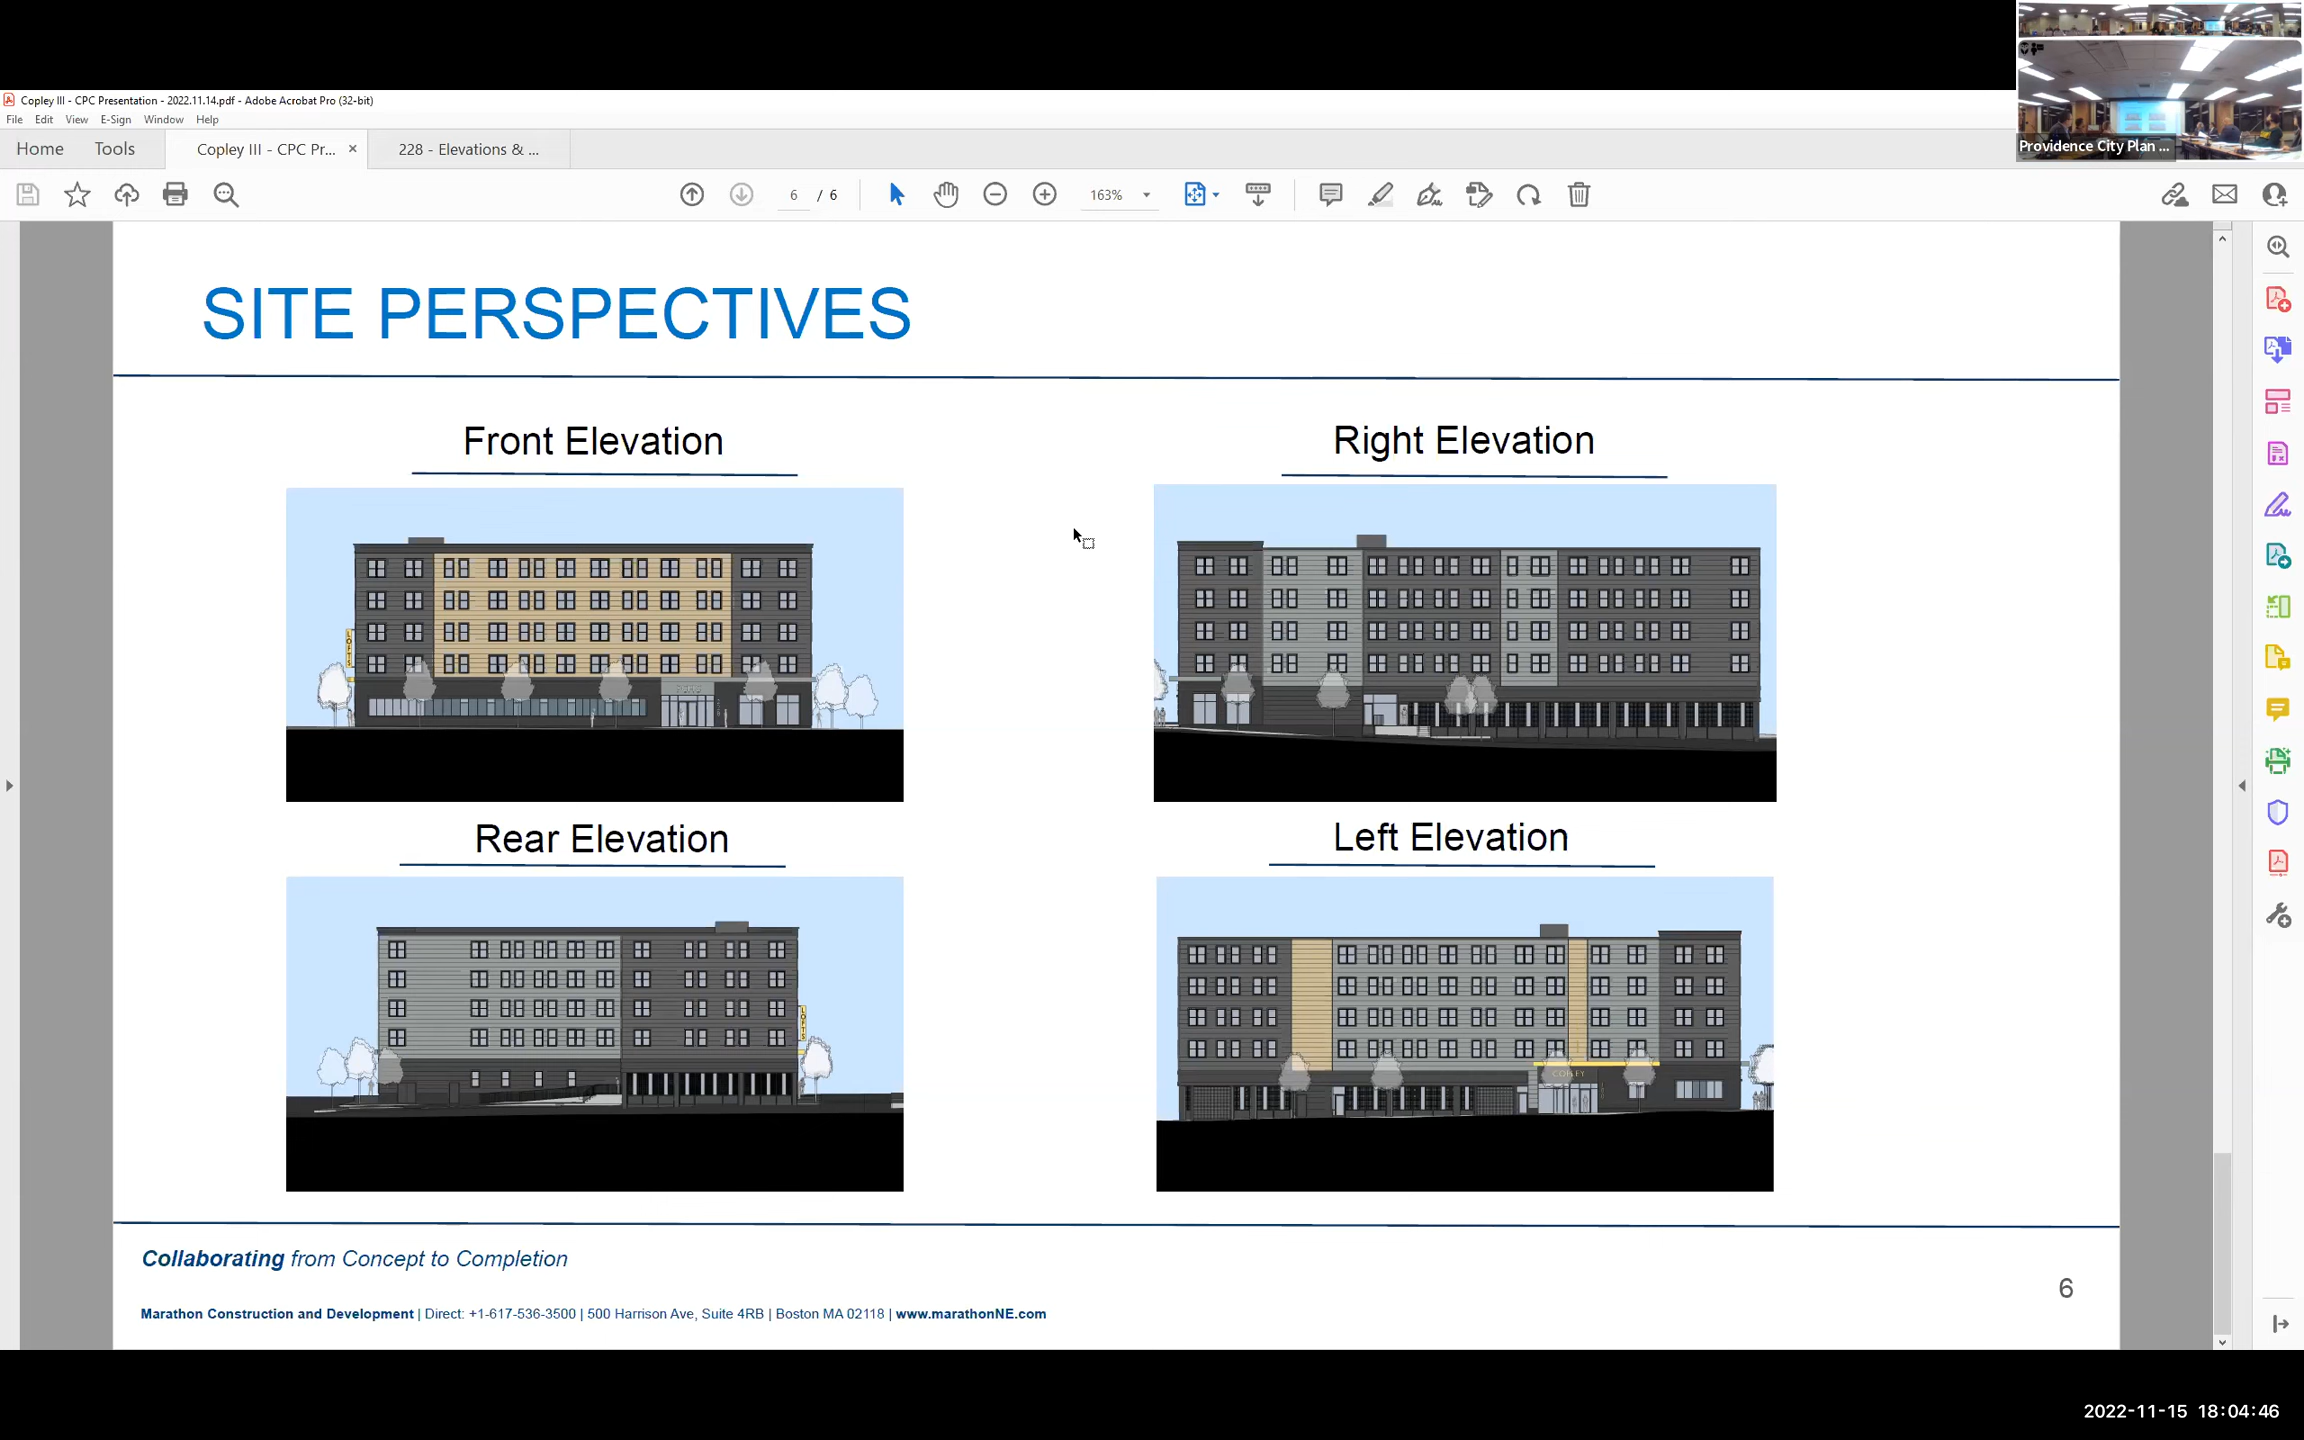 Copley III - CPC Presentation - 2022.11.14.pdf - Adobe Acrobat Pro (32-bit)
File Edit View E-Sign Window Help
Home Tools Copley III - CPC Pr... × 228 - Elevations & ...
6 / 6 163%
Providence City Plan ...
SITE PERSPECTIVES
Front Elevation
Right Elevation
LOFTS
Rear Elevation
Left Elevation
LOFTS
COPLEY
Collaborating from Concept to Completion
6
Marathon Construction and Development | Direct: +1-617-536-3500 | 500 Harrison Ave, Suite 4RB | Boston MA 02118 | www.marathonNE.com
2022-11-15 18:04:46